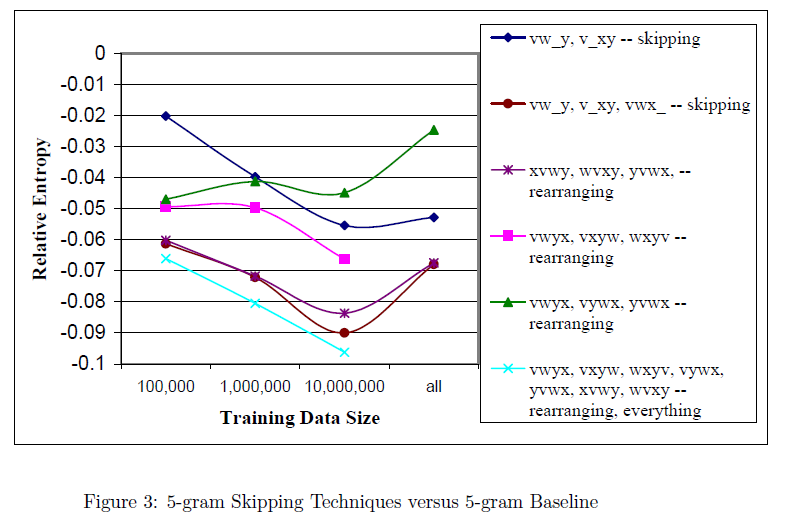 0
-0.01
-0.02
-0.03
-0.04
-0.05
-0.06
-0.07
-0.08
-0.09
-0.1
Relative Entropy
100,000 1,000,000 10,000,000 all
Training Data Size
vw_y, v_xy -- skipping
vw_y, v_xy, vwx_ -- skipping
xvwy, wvxy, yvwx, --
rearranging
vwyx, vxyw, wxyv --
rearranging
vwyx, vywx, yvwx --
rearranging
vwyx, vxyw, wxyv, vywx,
yvwx, xvwy, wvxy --
rearranging, everything
Figure 3: 5-gram Skipping Techniques versus 5-gram Baseline